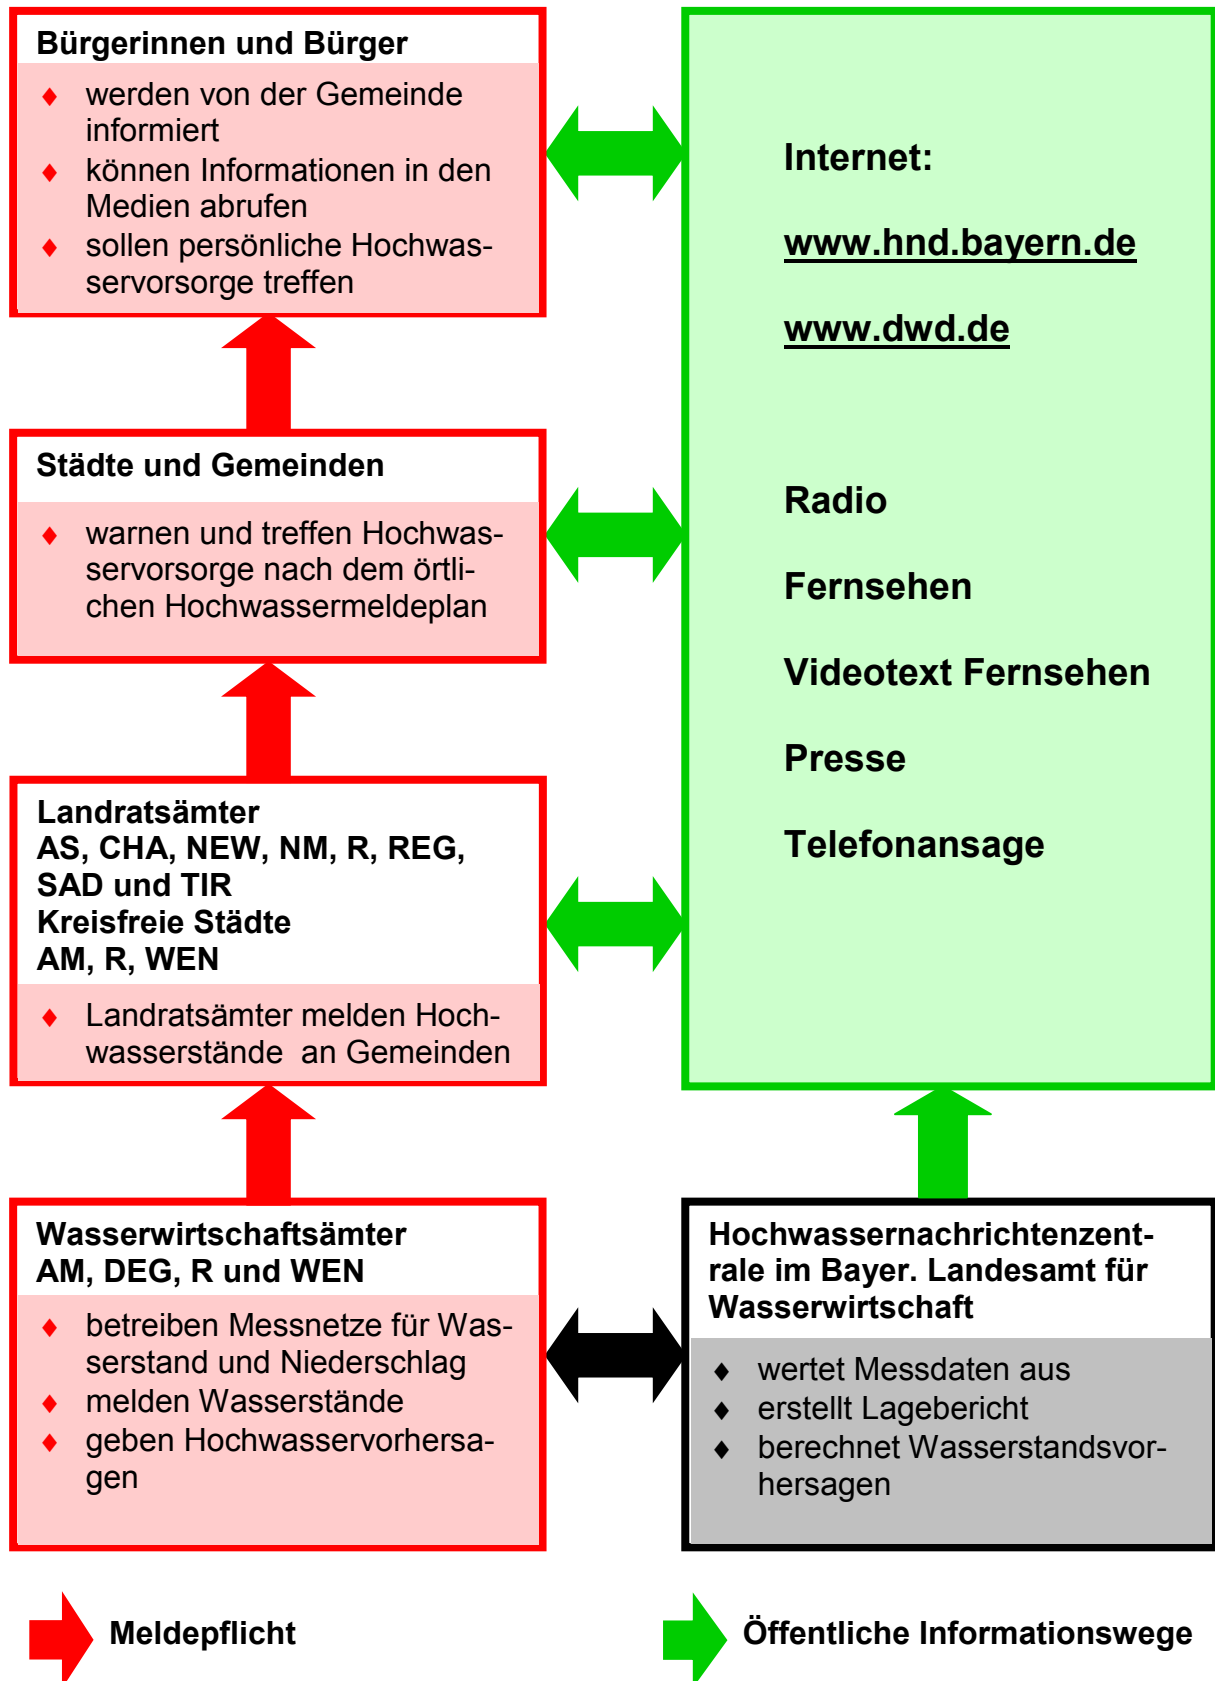 Bürgerinnen und Bürger
♦ werden von der Gemeinde
informiert
♦ können Informationen in den
Medien abrufen
♦ sollen persönliche Hochwas-
servorsorge treffen
Städte und Gemeinden
♦ warnen und treffen Hochwas-
servorsorge nach dem örtli-
chen Hochwassermeldeplan
Landratsämter
AS, CHA, NEW, NM, R, REG,
SAD und TIR
Kreisfreie Städte
AM, R, WEN
♦ Landratsämter melden Hoch-
wasserstände an Gemeinden
Wasserwirtschaftsämter
AM, DEG, R und WEN
♦ betreiben Messnetze für Was-
serstand und Niederschlag
♦ melden Wasserstände
♦ geben Hochwasservorhersa-
gen
Internet:
www.hnd.bayern.de
www.dwd.de
Radio
Fernsehen
Videotext Fernsehen
Presse
Telefonansage
Hochwassernachrichtenzent-
rale im Bayer. Landesamt für
Wasserwirtschaft
♦ wertet Messdaten aus
♦ erstellt Lagebericht
♦ berechnet Wasserstandsvor-
hersagen
Meldepflicht
Öffentliche Informationswege